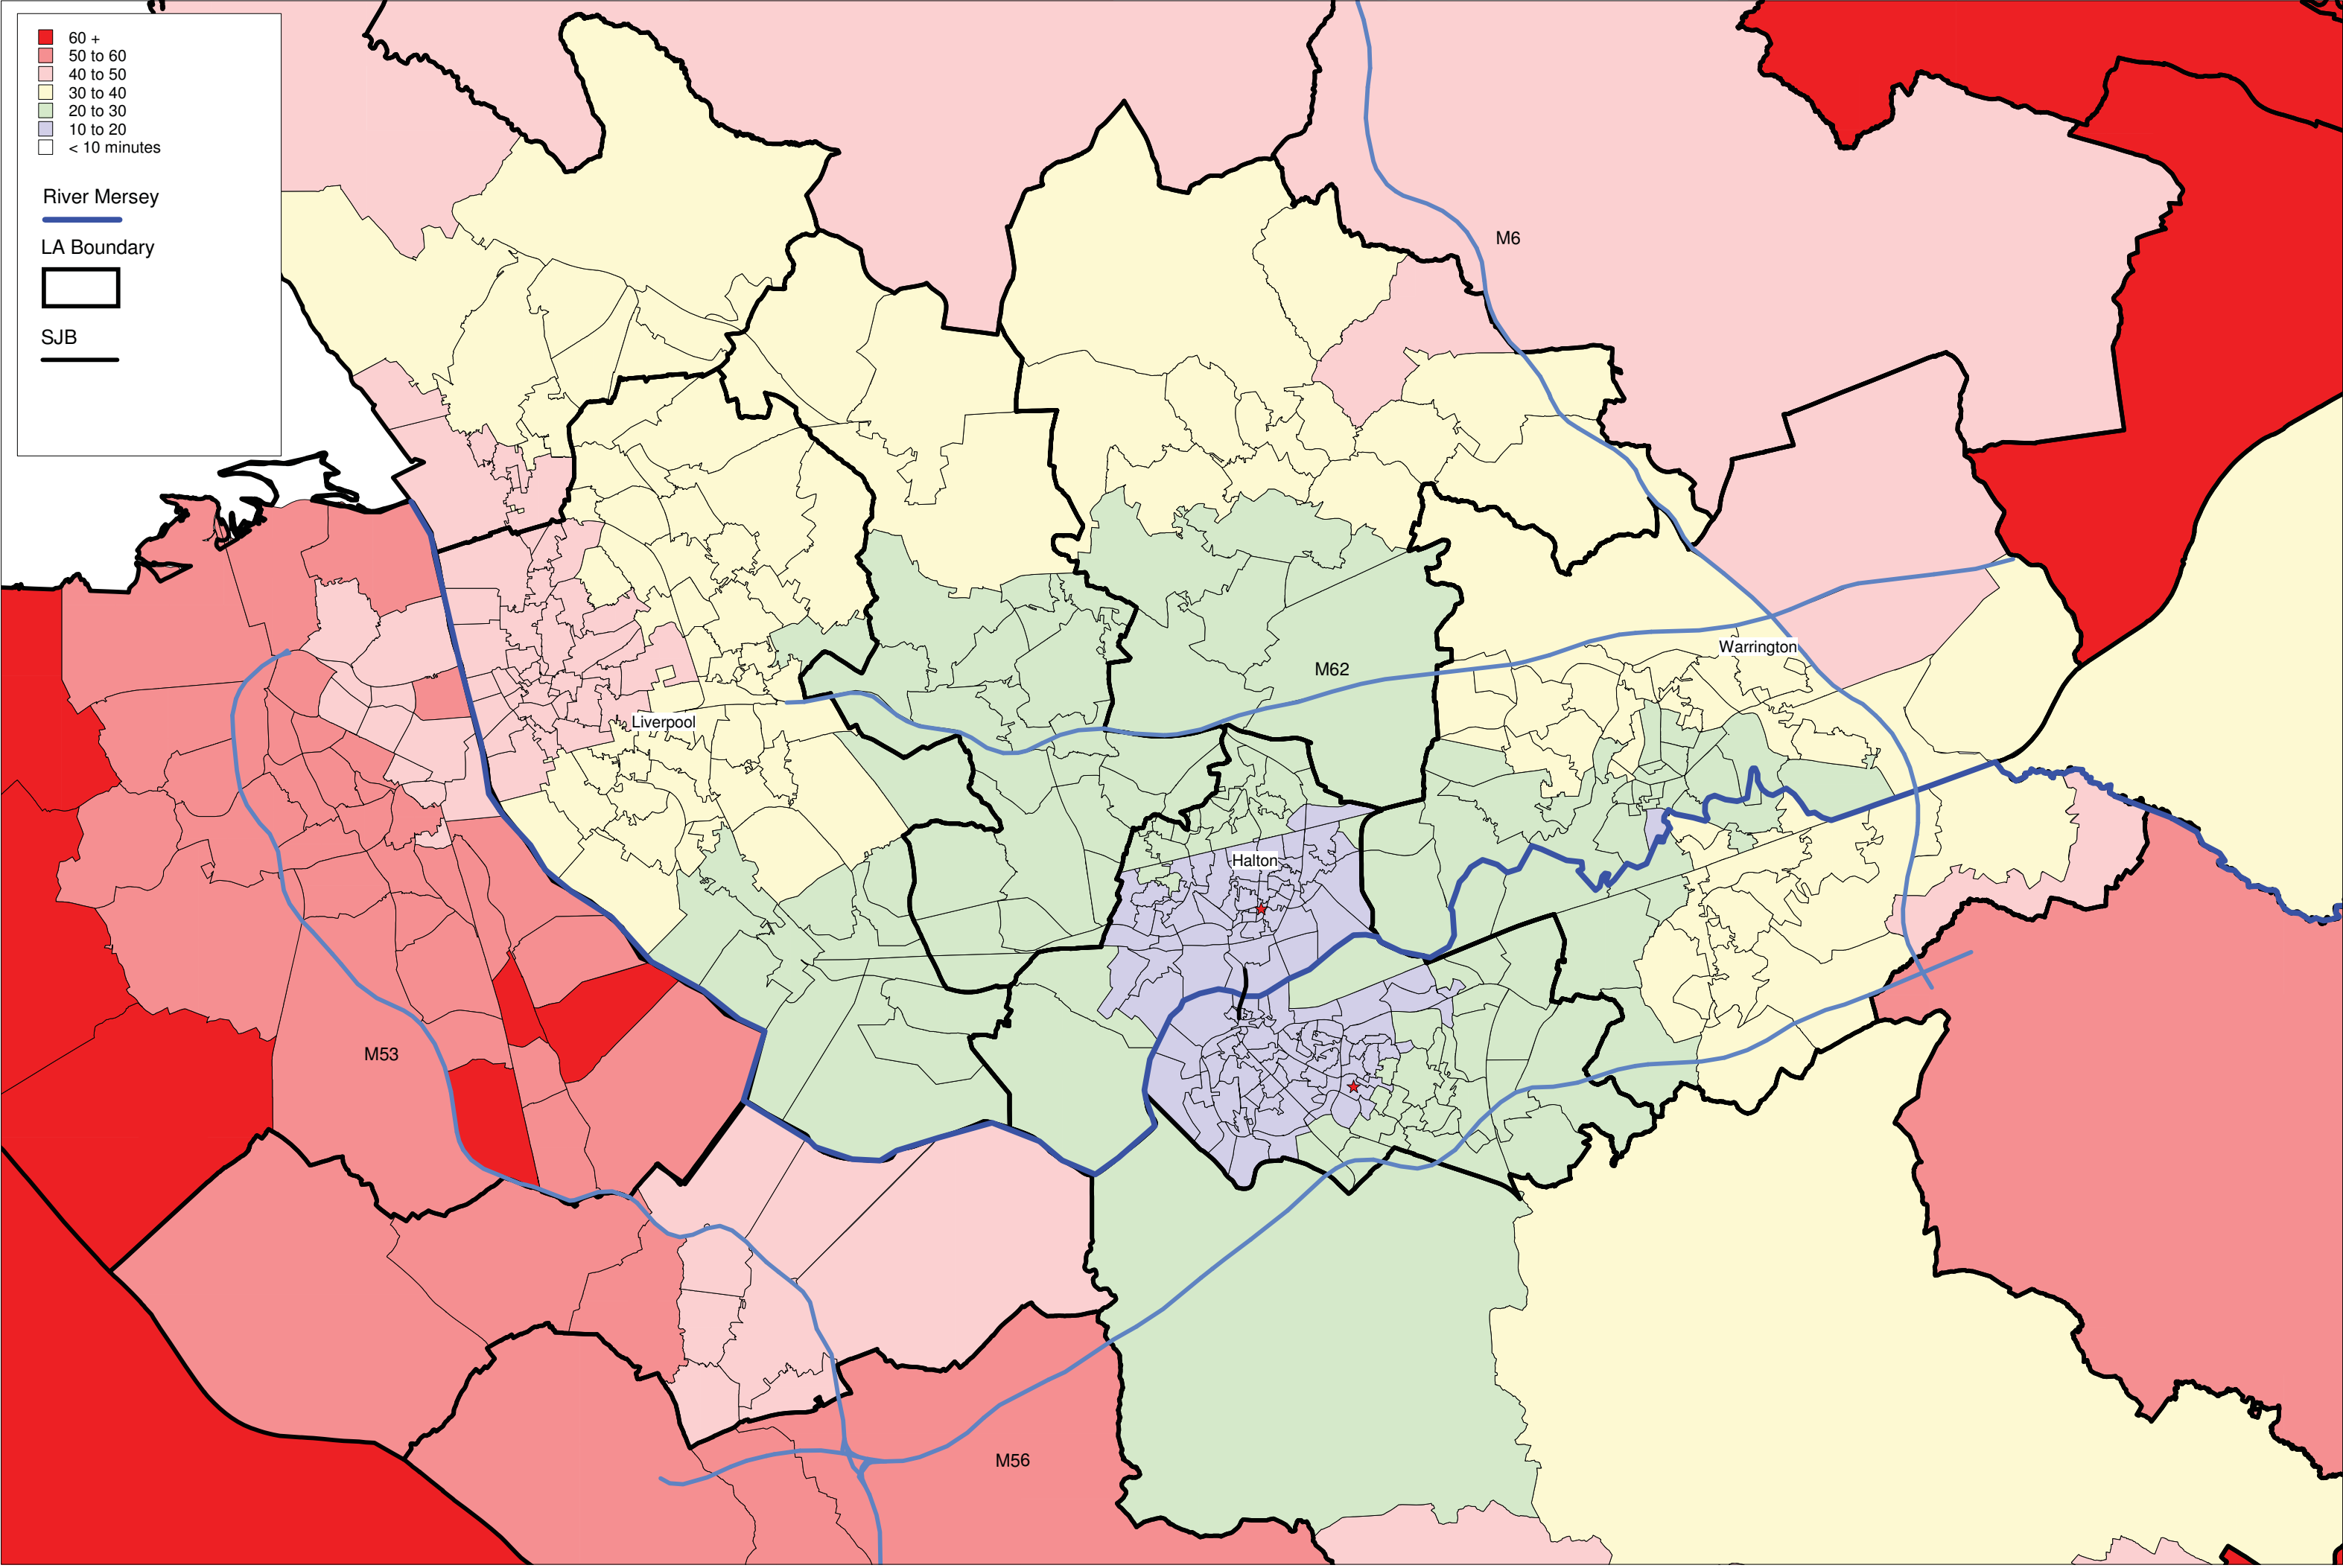 60 +
50 to 60
40 to 50
30 to 40
20 to 30
10 to 20
< 10 minutes
River Mersey
LA Boundary
SJB
M6
Warrington
M62
Liverpool
Halton
M53
M56